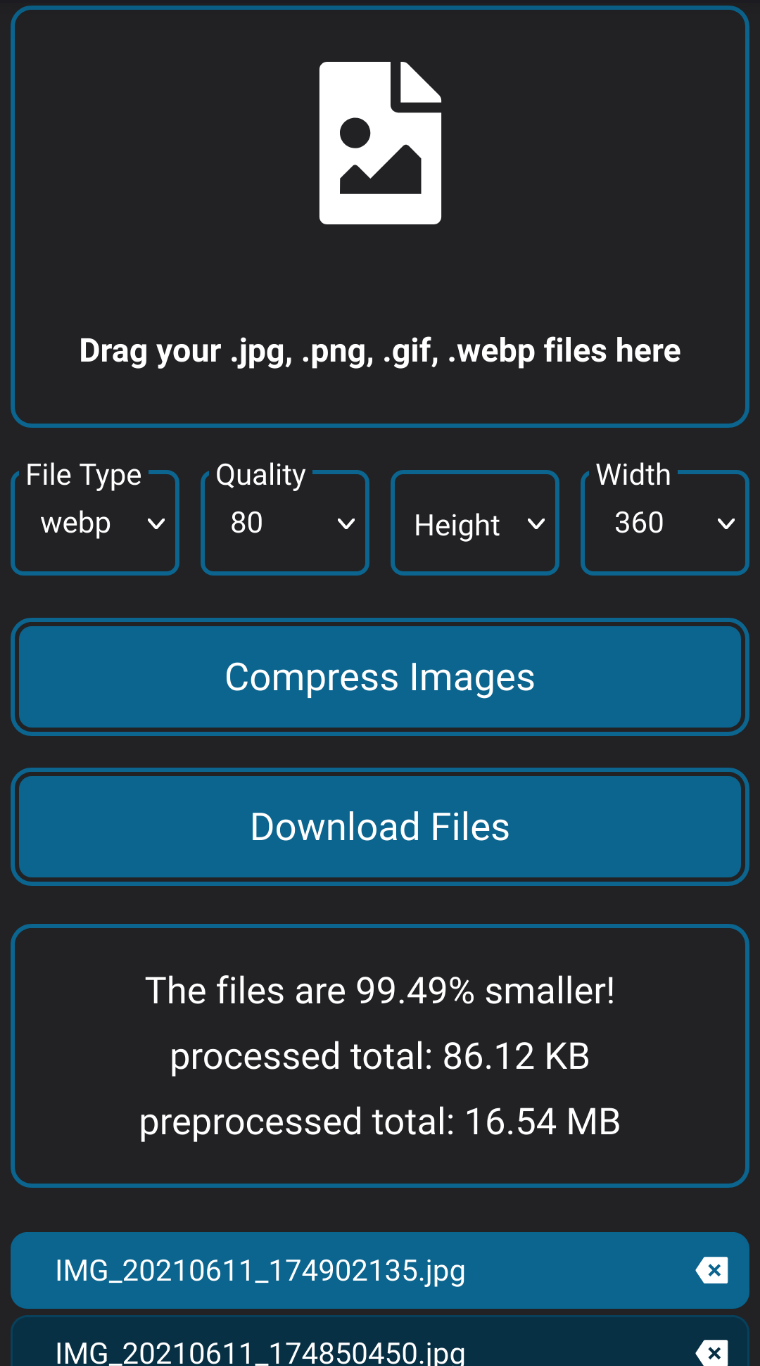 Drag your .jpg, .png, .gif, .webp files here
File Type
webp
Quality
80
Height
Width
360
Compress Images
Download Files
The files are 99.49% smaller!
processed total: 86.12 KB
preprocessed total: 16.54 MB
IMG_20210611_174902135.jpg
IMG_20210611_174850450.jpg